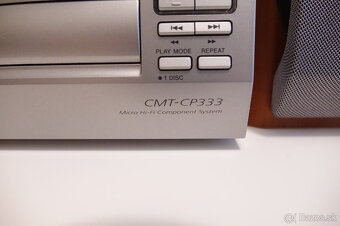 PLAY MODE REPEAT
1 DISC
CMT-CP333
Micro Hi-Fi Component System
Bazos.sk